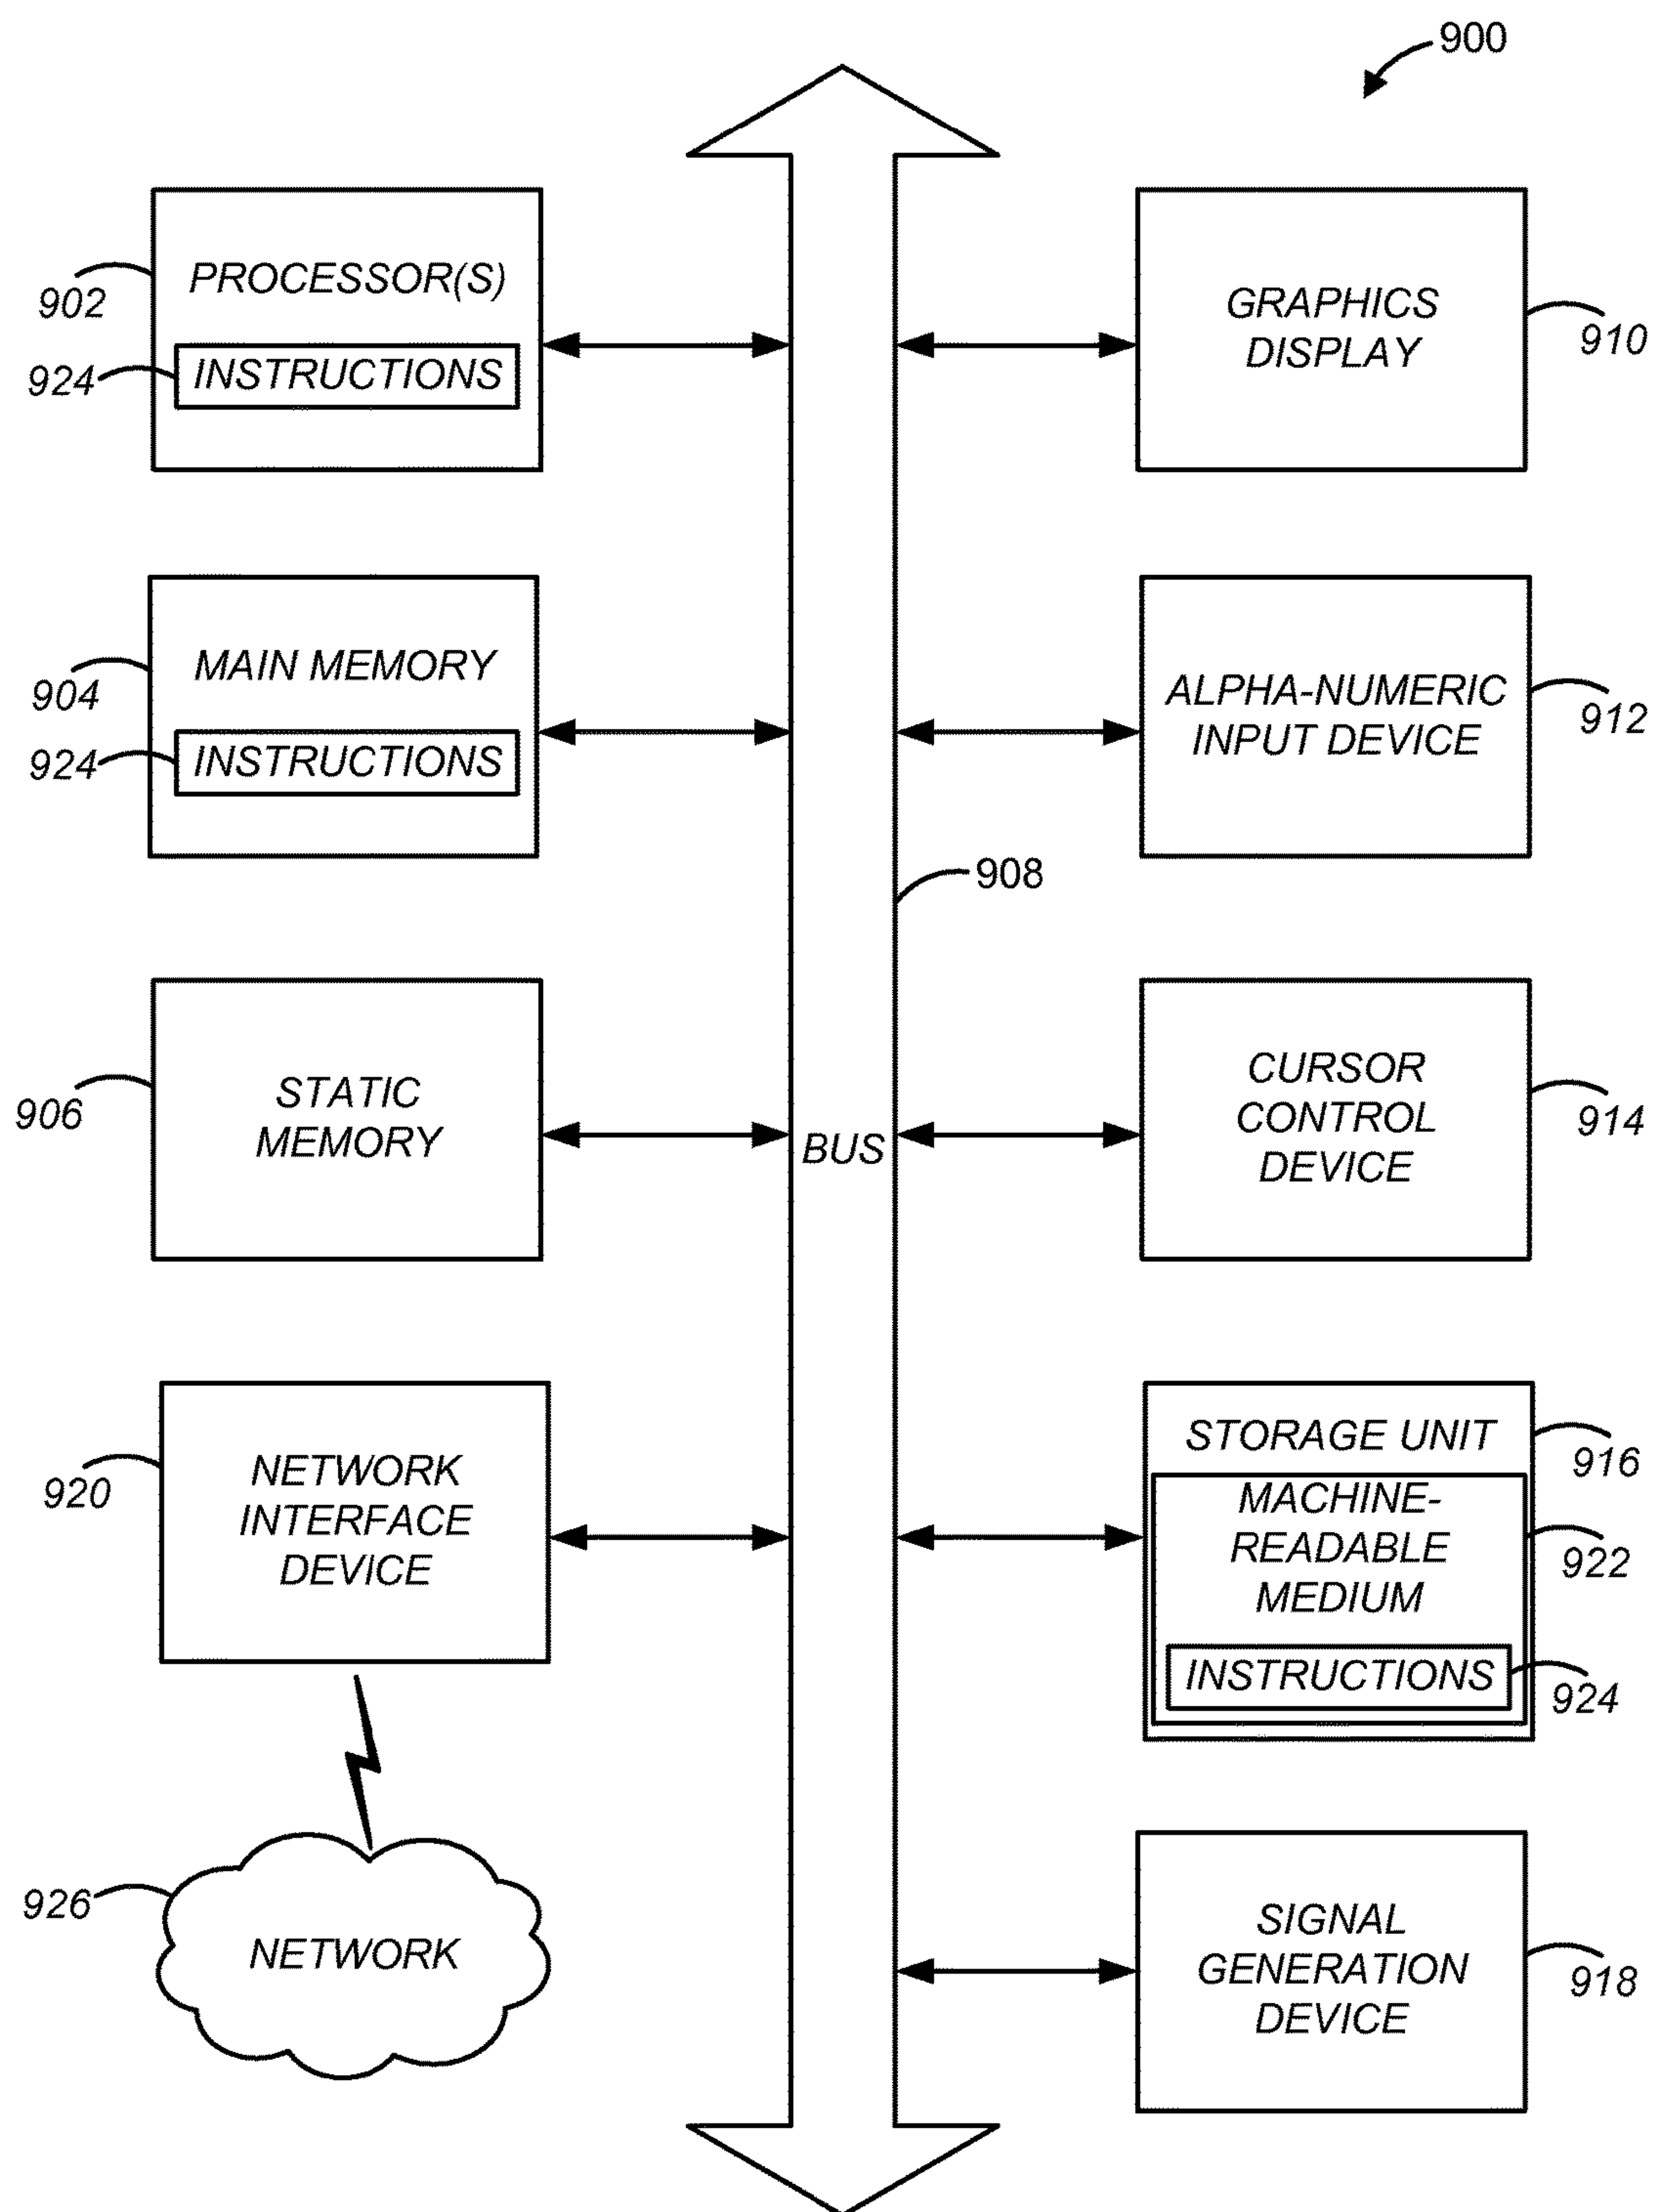 900
PROCESSOR(S)
902
INSTRUCTIONS
924
MAIN MEMORY
904
INSTRUCTIONS
924
STATIC
MEMORY
906
NETWORK
INTERFACE
DEVICE
920
NETWORK
926
BUS
908
GRAPHICS
DISPLAY
910
ALPHA-NUMERIC
INPUT DEVICE
912
CURSOR
CONTROL
DEVICE
914
STORAGE UNIT
916
MACHINE-
READABLE
MEDIUM
922
INSTRUCTIONS
924
SIGNAL
GENERATION
DEVICE
918